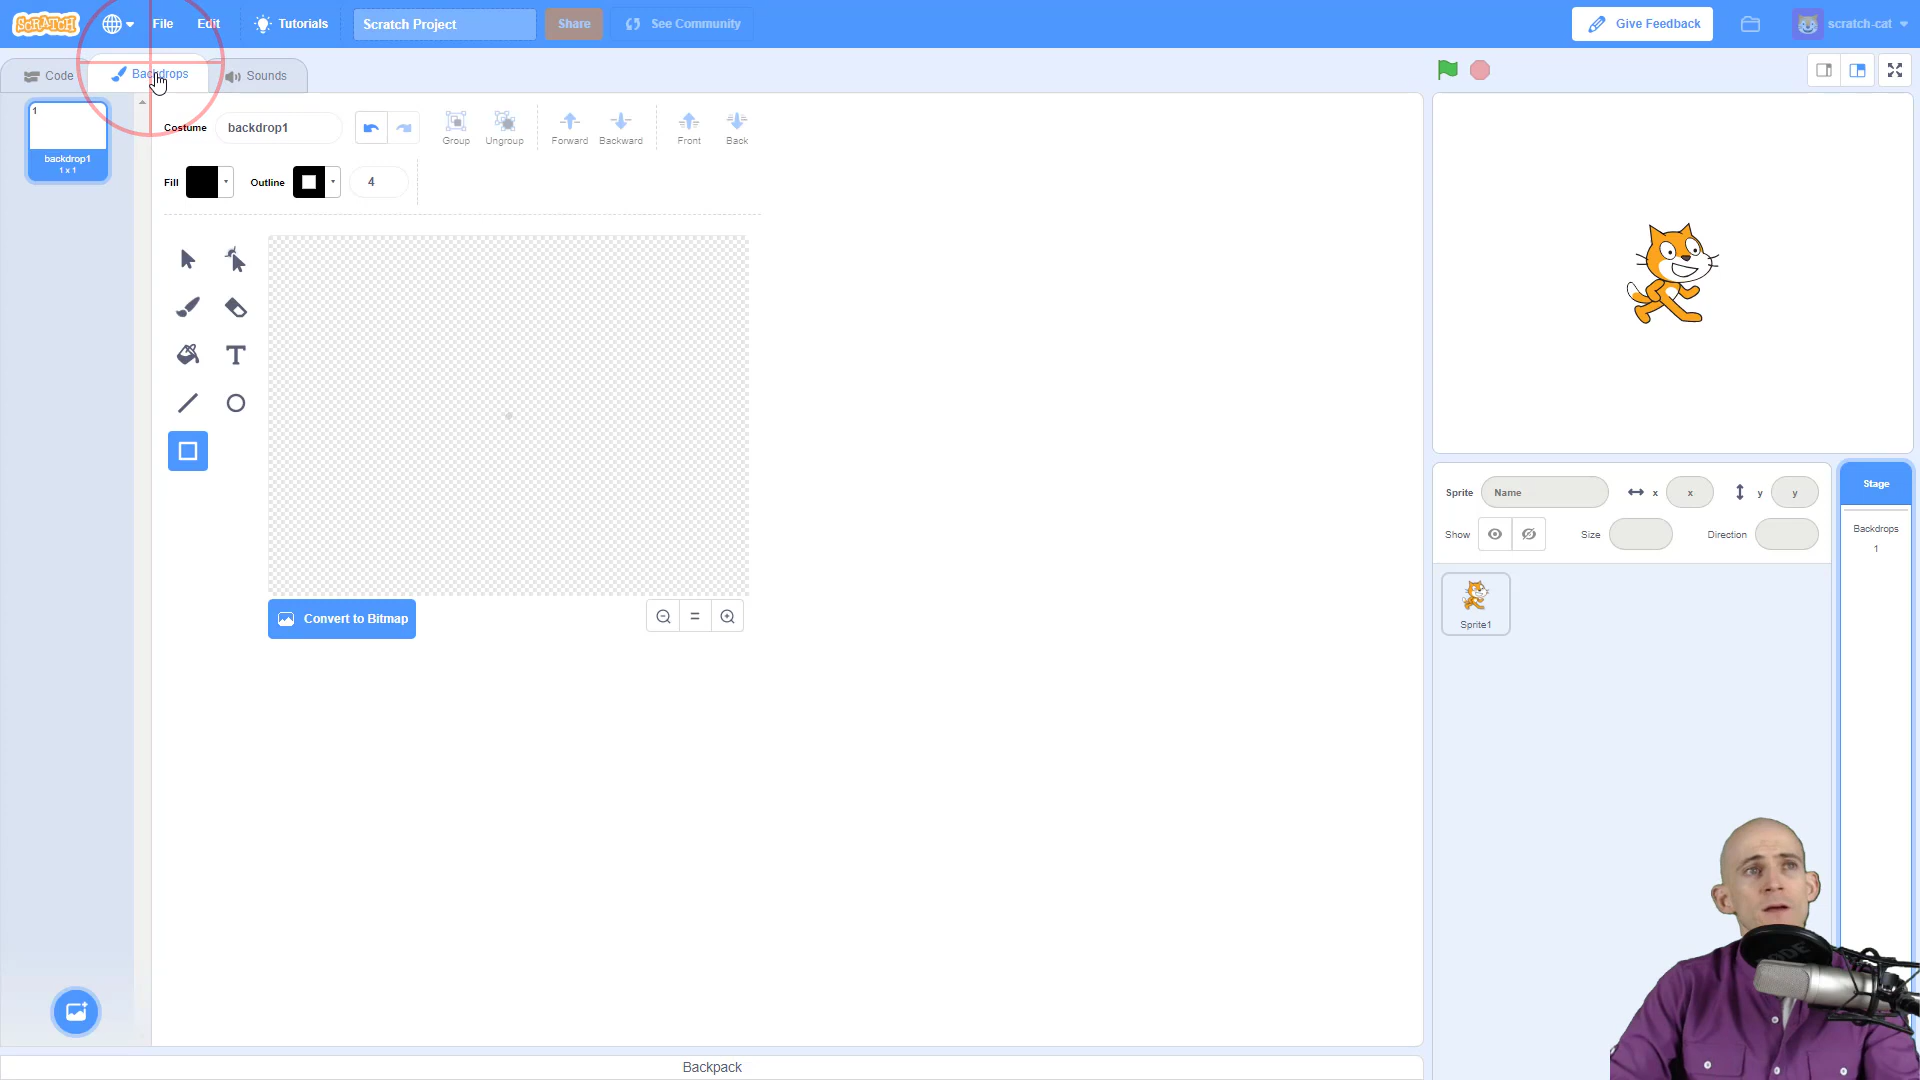 SCRATCH File Edit Tutorials Scratch Project Share See Community Give Feedback scratch-cat
Code Backdrops Sounds
1
backdrop1
1 x 1
Costume backdrop1 Group Ungroup Forward Backward Front Back
Fill Outline 4
T
Convert to Bitmap
Sprite Name x x y y
Show Size Direction
Sprite1
Stage
Backdrops
1
Backpack